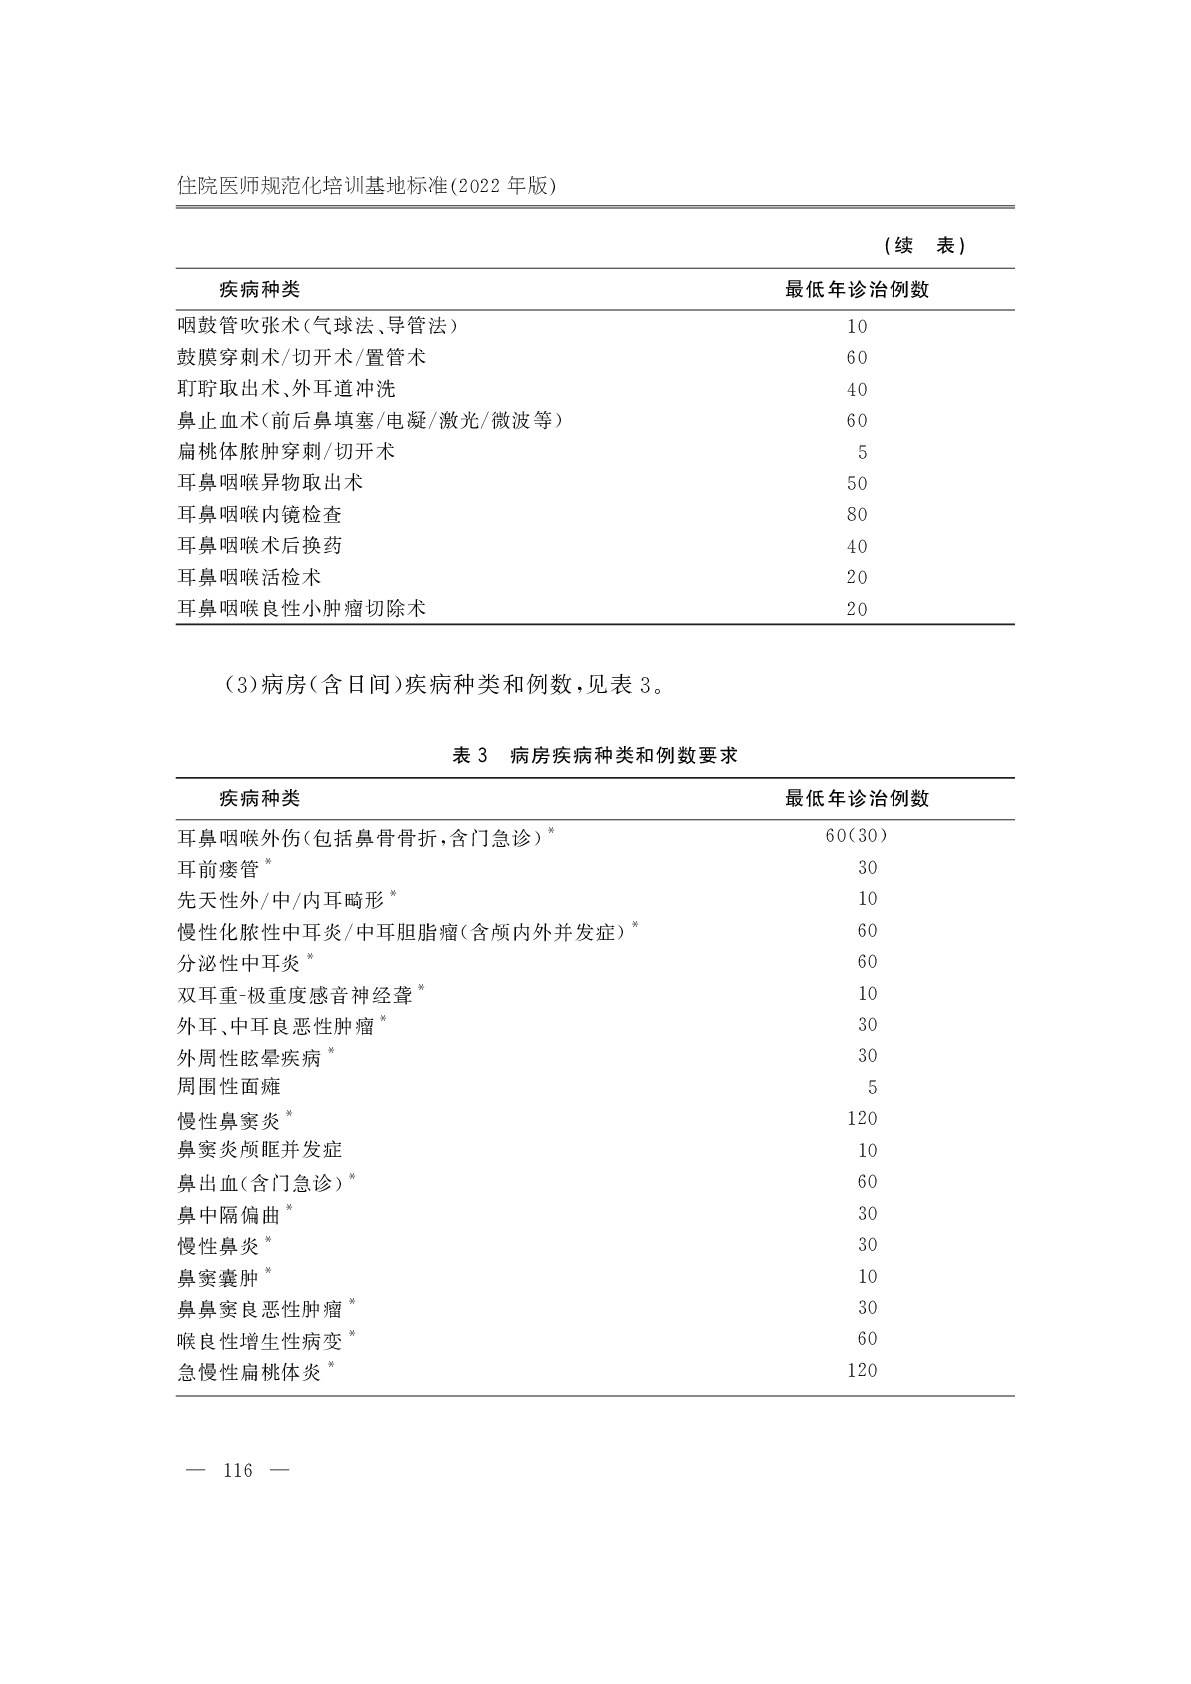 住院医师规范化培训基地标准(2022 年版)
(续 表)
疾病种类 最低年诊治例数
咽鼓管吹张术(气球法、导管法) 10
鼓膜穿刺术/切开术/置管术 60
耵聍取出术、外耳道冲洗 40
鼻止血术(前后鼻填塞/电凝/激光/微波等) 60
扁桃体脓肿穿刺/切开术 5
耳鼻咽喉异物取出术 50
耳鼻咽喉内镜检查 80
耳鼻咽喉术后换药 40
耳鼻咽喉活检术 20
耳鼻咽喉良性小肿瘤切除术 20
(3)病房(含日间)疾病种类和例数,见表 3。
表 3 病房疾病种类和例数要求
疾病种类 最低年诊治例数
耳鼻咽喉外伤(包括鼻骨骨折,含门急诊)* 60(30)
耳前瘘管* 30
先天性外/中/内耳畸形* 10
慢性化脓性中耳炎/中耳胆脂瘤(含颅内外并发症)* 60
分泌性中耳炎* 60
双耳重-极重度感音神经聋* 10
外耳、中耳良恶性肿瘤* 30
外周性眩晕疾病* 30
周围性面瘫 5
慢性鼻窦炎* 120
鼻窦炎颅眶并发症 10
鼻出血(含门急诊)* 60
鼻中隔偏曲* 30
慢性鼻炎* 30
鼻窦囊肿* 10
鼻鼻窦良恶性肿瘤* 30
喉良性增生性病变* 60
急慢性扁桃体炎* 120
— 116 —